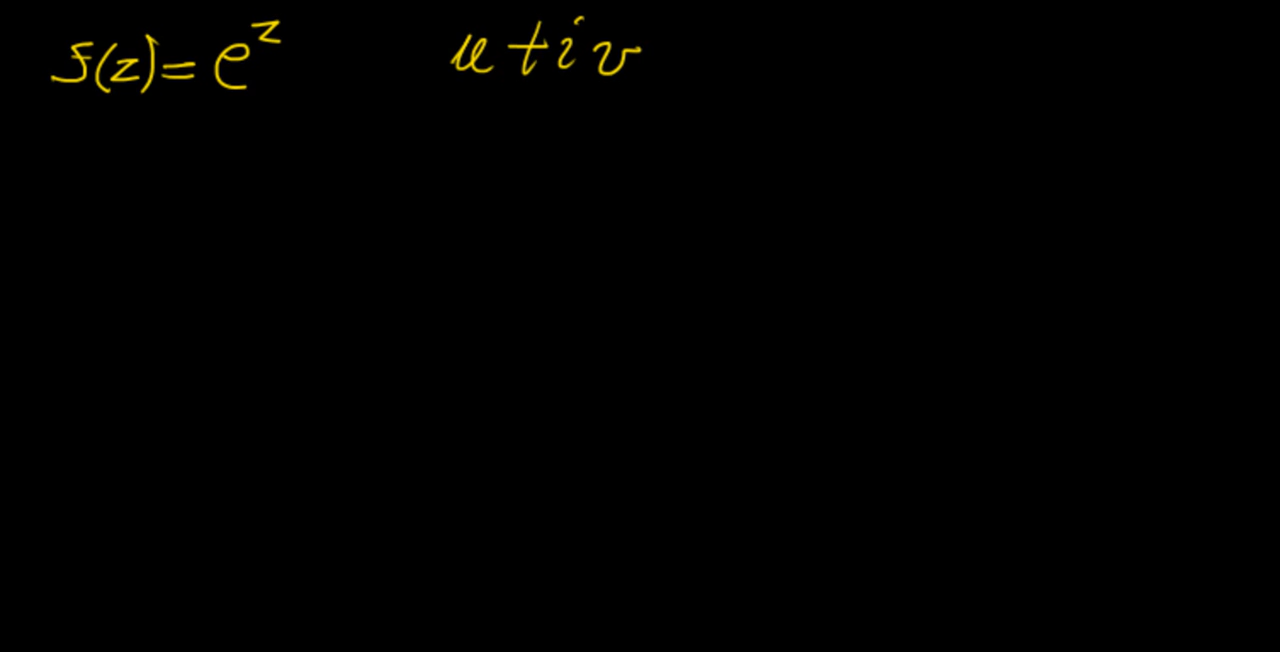 f(z) = e^z u + iv